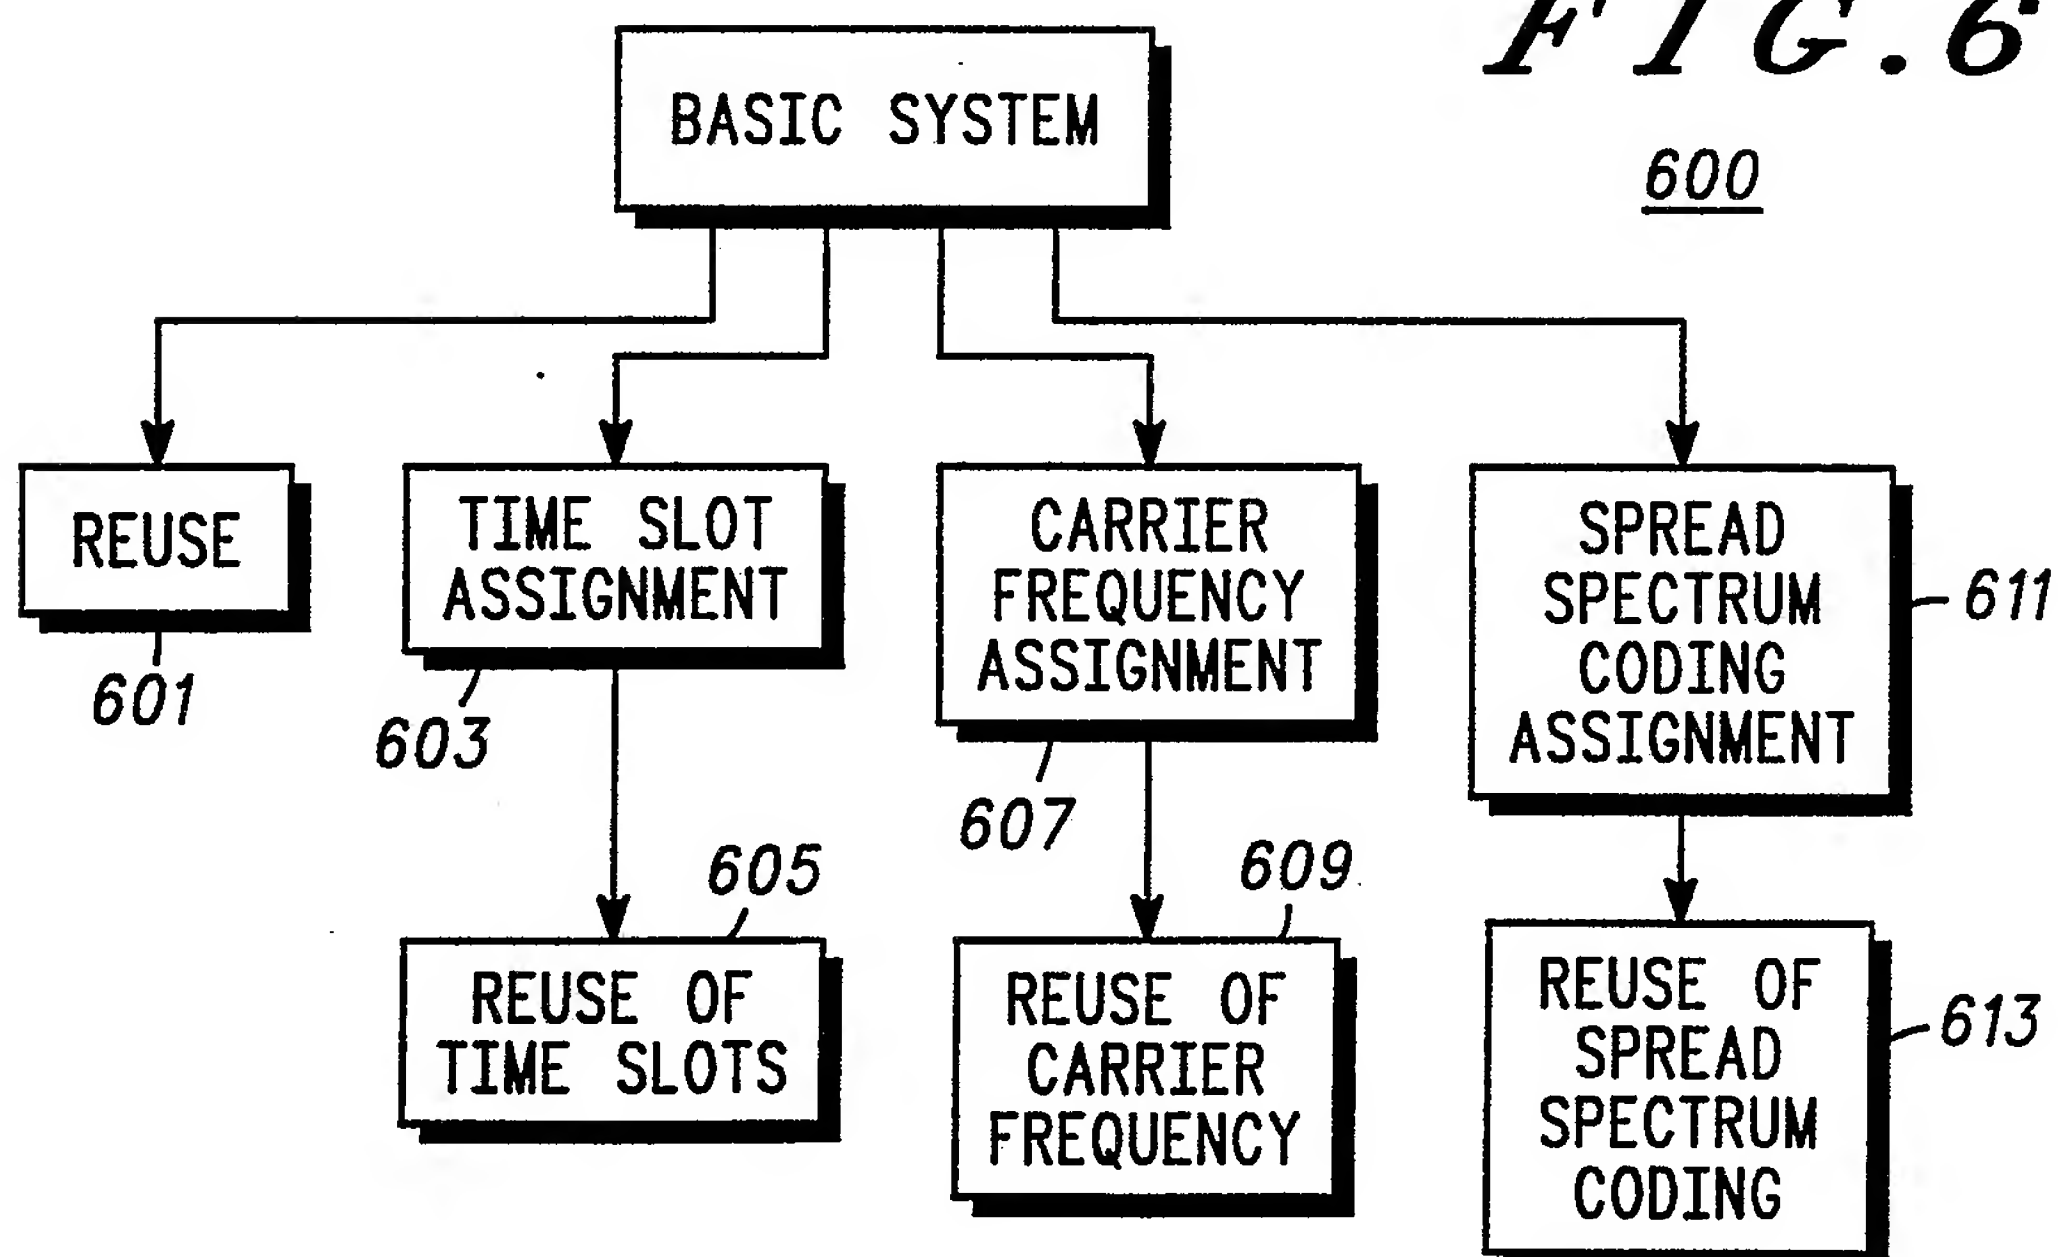 FIG.6
600
BASIC SYSTEM
REUSE
601
TIME SLOT
ASSIGNMENT
603
CARRIER
FREQUENCY
ASSIGNMENT
607
SPREAD
SPECTRUM
CODING
ASSIGNMENT
611
605
REUSE OF
TIME SLOTS
609
REUSE OF
CARRIER
FREQUENCY
REUSE OF
SPREAD
SPECTRUM
CODING
613